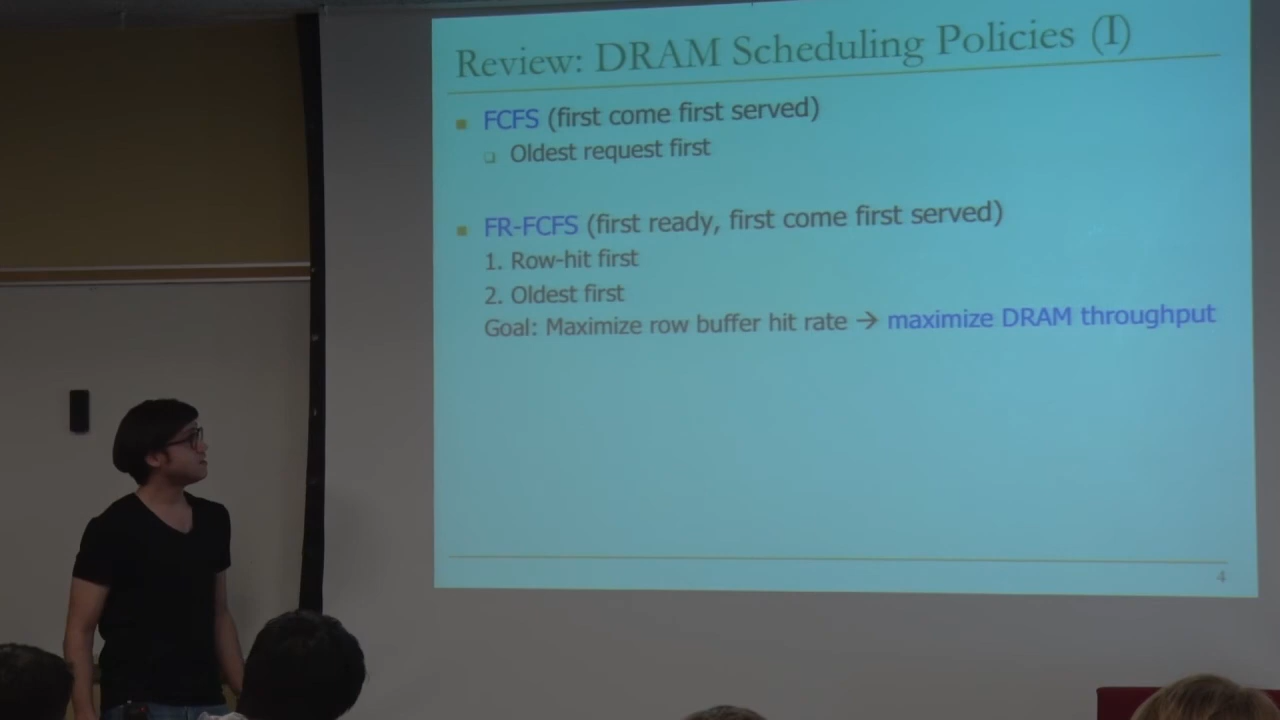 Review: DRAM Scheduling Policies (I)
FCFS (first come first served)
Oldest request first
FR-FCFS (first ready, first come first served)
1. Row-hit first
2. Oldest first
Goal: Maximize row buffer hit rate → maximize DRAM throughput
4